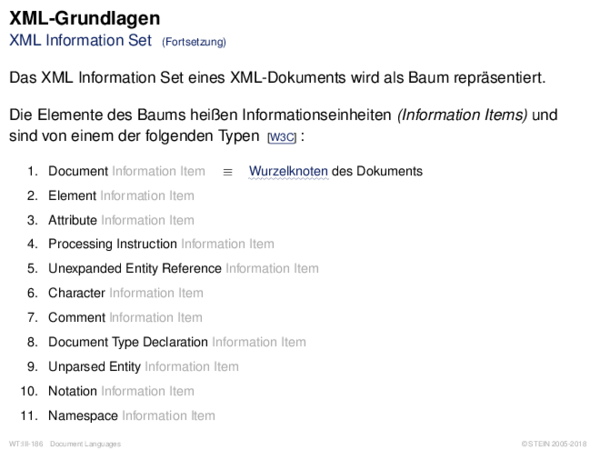 XML-Grundlagen
XML Information Set (Fortsetzung)
Das XML Information Set eines XML-Dokuments wird als Baum repräsentiert.
Die Elemente des Baums heißen Informationseinheiten (Information Items) und
sind von einem der folgenden Typen [W3C] :
1. Document Information Item ≡ Wurzelknoten des Dokuments
2. Element Information Item
3. Attribute Information Item
4. Processing Instruction Information Item
5. Unexpanded Entity Reference Information Item
6. Character Information Item
7. Comment Information Item
8. Document Type Declaration Information Item
9. Unparsed Entity Information Item
10. Notation Information Item
11. Namespace Information Item
Document Languages © STEIN 2005-2018